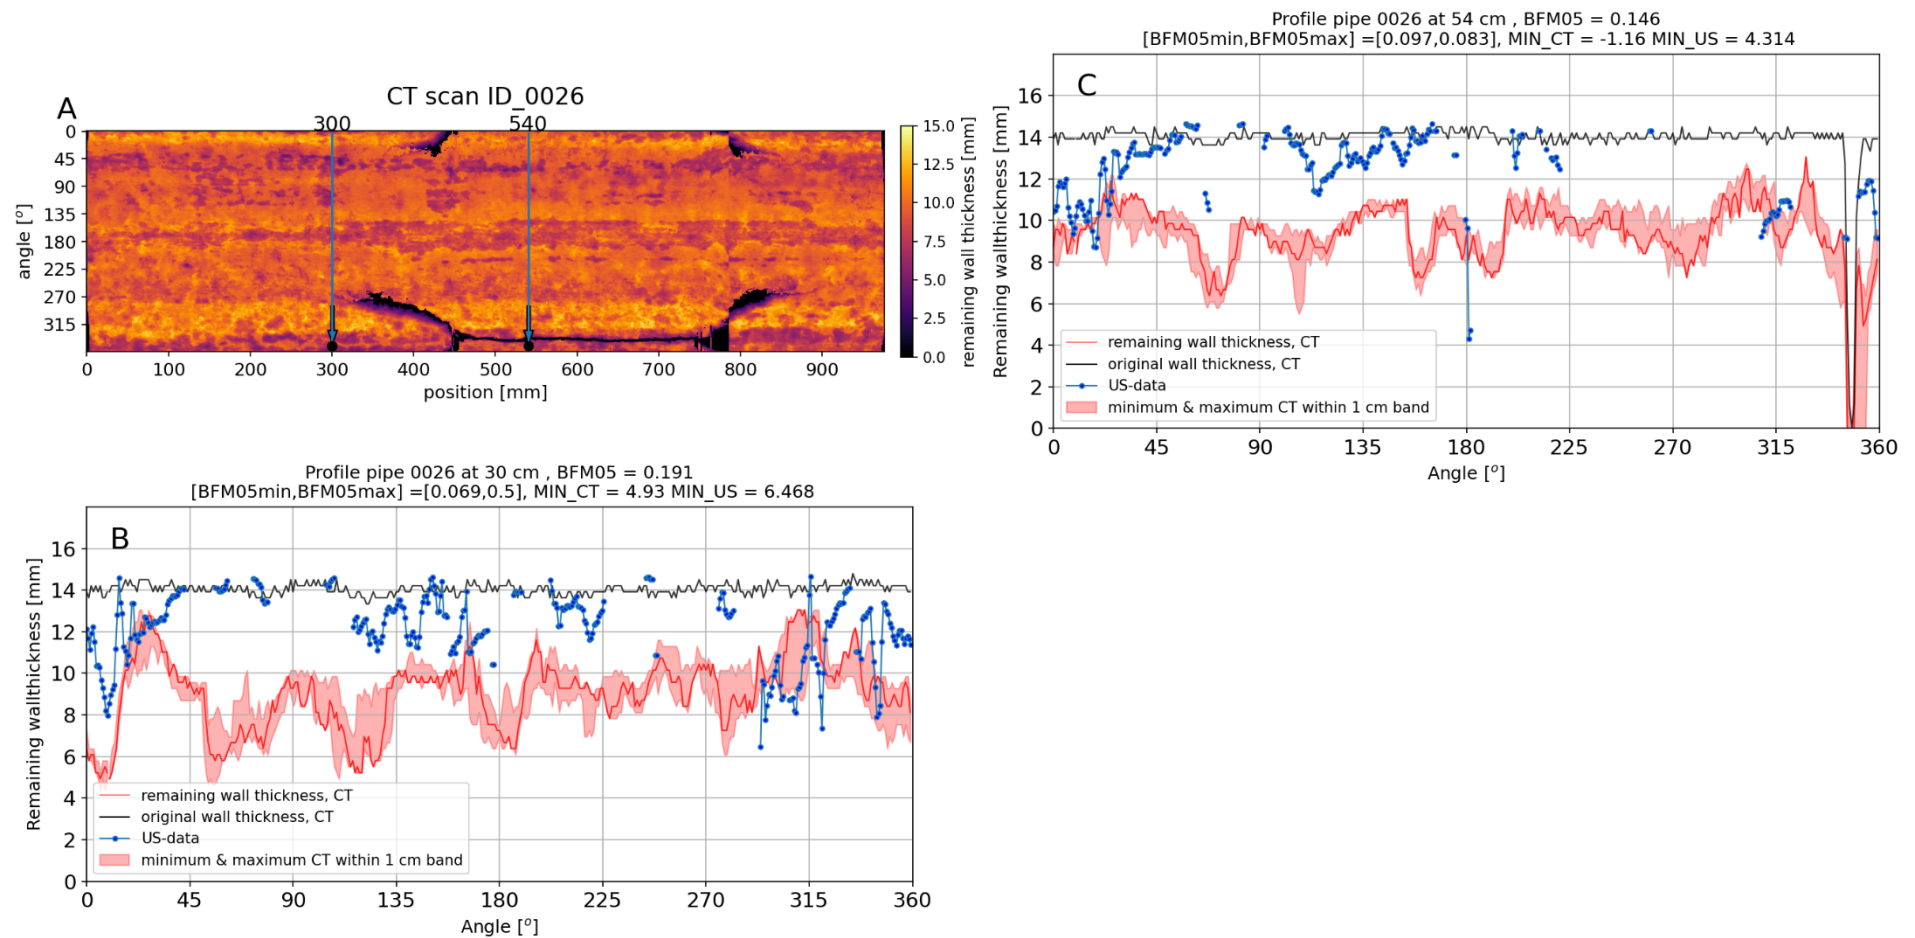 A
CT scan ID_0026
300
540
0
45
90
135
180
225
270
315
angle [°]
0
100
200
300
400
500
600
700
800
900
position [mm]
15.0
12.5
10.0
7.5
5.0
2.5
0.0
remaining wall thickness [mm]
Profile pipe 0026 at 30 cm , BFM05 = 0.191
[BFM05min,BFM05max] =[0.069,0.5], MIN_CT = 4.93 MIN_US = 6.468
B
16
14
12
10
8
6
4
2
0
Remaining wallthickness [mm]
remaining wall thickness, CT
original wall thickness, CT
US-data
minimum & maximum CT within 1 cm band
0
45
90
135
180
225
270
315
360
Angle [°]
Profile pipe 0026 at 54 cm , BFM05 = 0.146
[BFM05min,BFM05max] =[0.097,0.083], MIN_CT = -1.16 MIN_US = 4.314
C
16
14
12
10
8
6
4
2
0
Remaining wallthickness [mm]
remaining wall thickness, CT
original wall thickness, CT
US-data
minimum & maximum CT within 1 cm band
0
45
90
135
180
225
270
315
360
Angle [°]